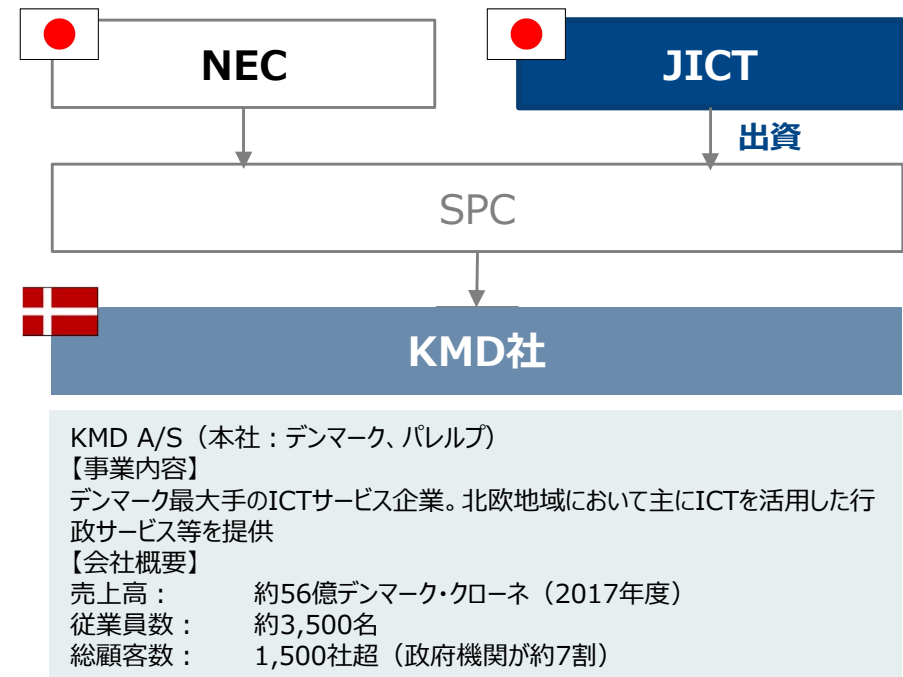 NEC
JICT
出資
SPC
KMD社
KMD A/S（本社：デンマーク、パレルプ）
【事業内容】
デンマーク最大手のICTサービス企業。北欧地域において主にICTを活用した行
政サービス等を提供
【会社概要】
売上高： 約56億デンマーク・クローネ（2017年度）
従業員数： 約3,500名
総顧客数： 1,500社超（政府機関が約7割）